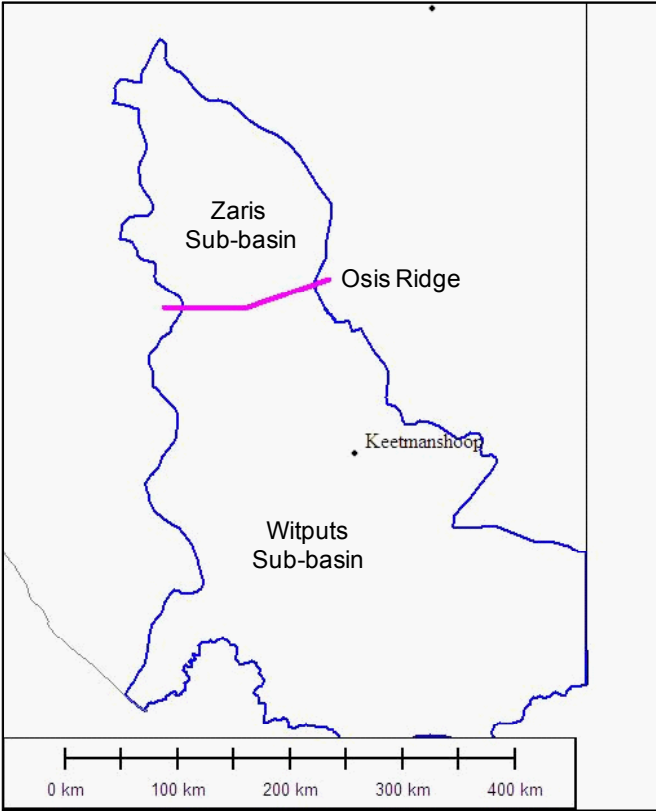 Zaris
Sub-basin
Osis Ridge
Keetmanshoop
Witputs
Sub-basin
0 km 100 km 200 km 300 km 400 km